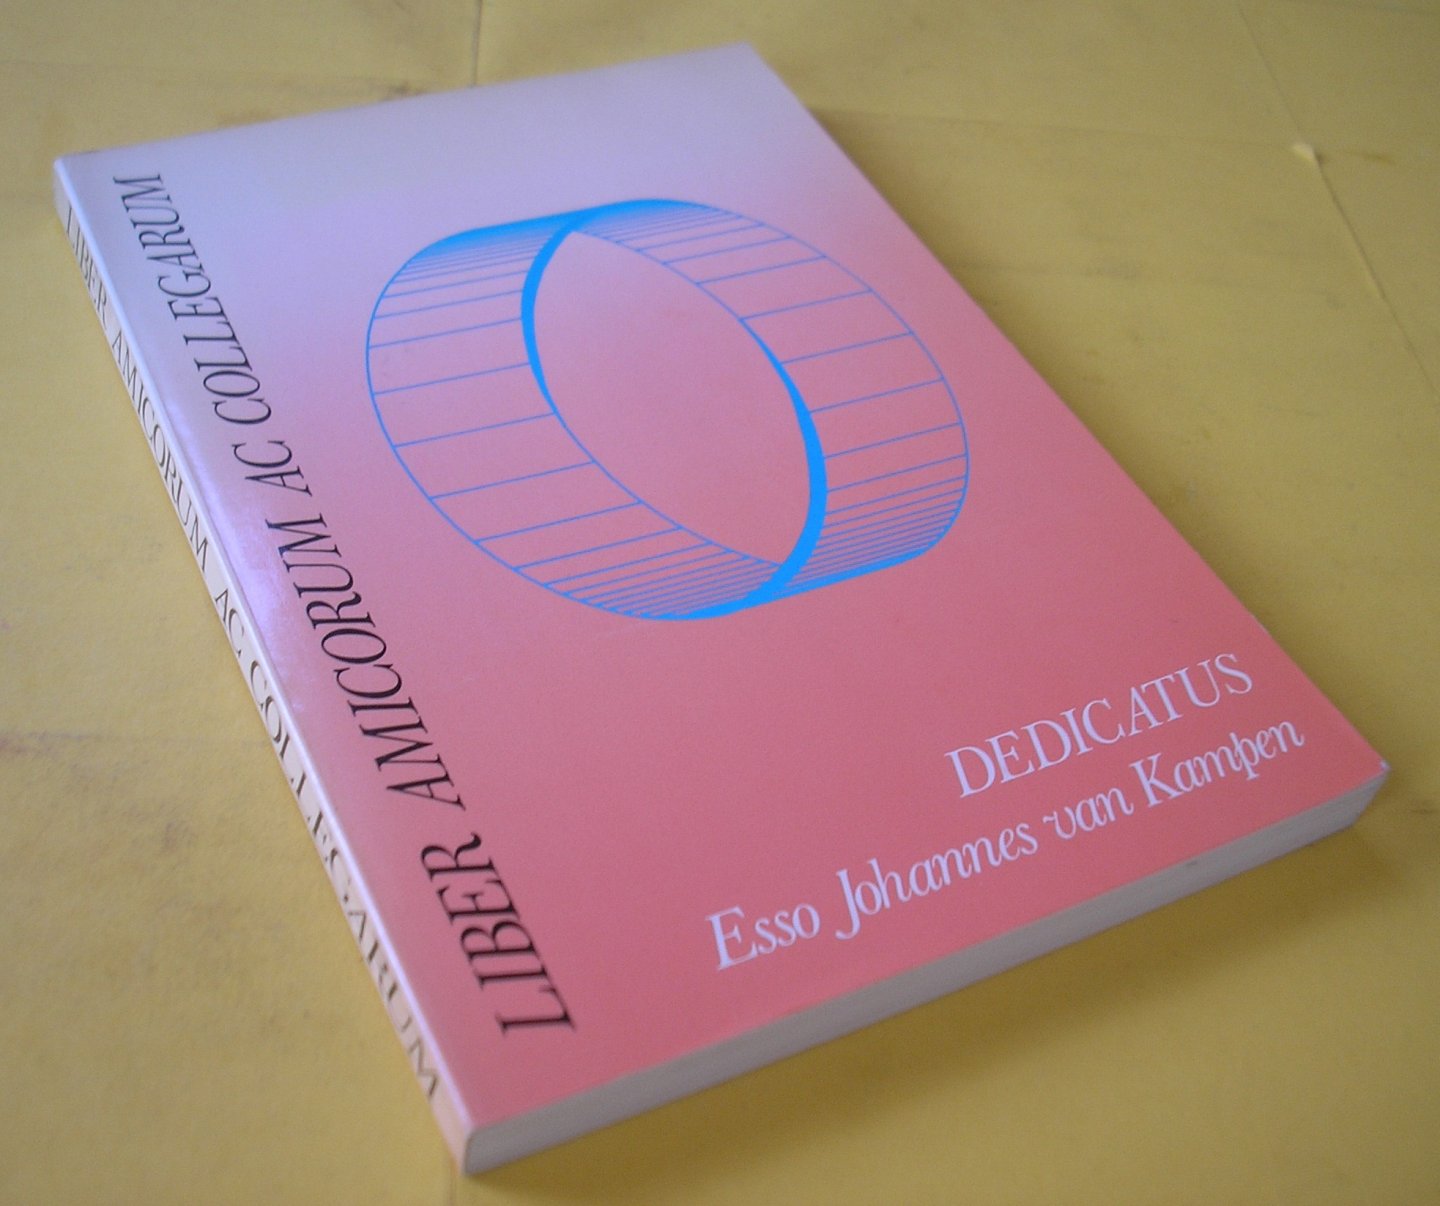 LIBER AMICORUM AC COLLEGARUM
LIBER AMICORUM AC COLLEGARUM
DEDICATUS
Esso Johannes van Kampen